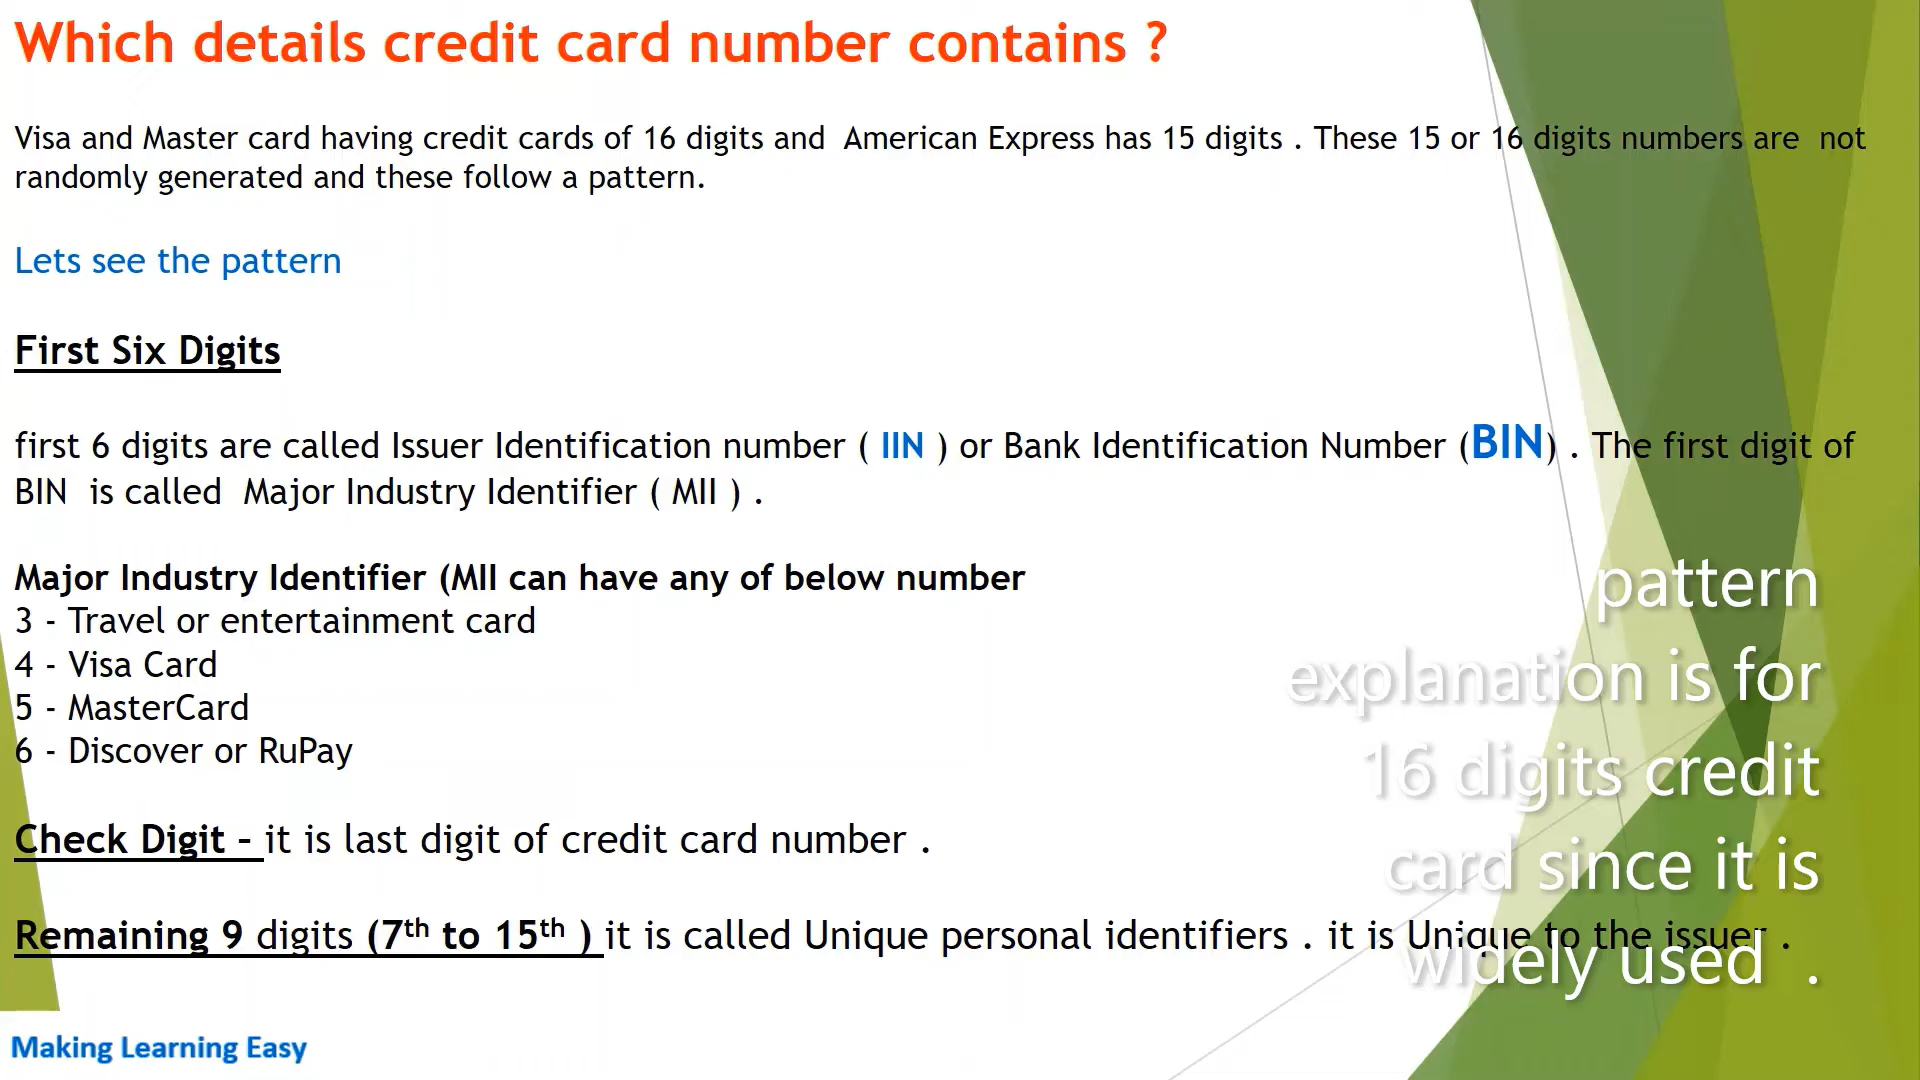 Which details credit card number contains ?
Visa and Master card having credit cards of 16 digits and American Express has 15 digits . These 15 or 16 digits numbers are not
randomly generated and these follow a pattern.
Lets see the pattern
First Six Digits
first 6 digits are called Issuer Identification number ( IIN ) or Bank Identification Number (BIN) . The first digit of
BIN is called Major Industry Identifier ( MII ) .
Major Industry Identifier (MII can have any of below number
3 - Travel or entertainment card
4 - Visa Card
5 - MasterCard
6 - Discover or RuPay
Check Digit – it is last digit of credit card number .
Remaining 9 digits (7th to 15th ) it is called Unique personal identifiers . it is Unique to the issuer .
pattern
explanation is for
16 digits credit
card since it is
widely used .
Making Learning Easy